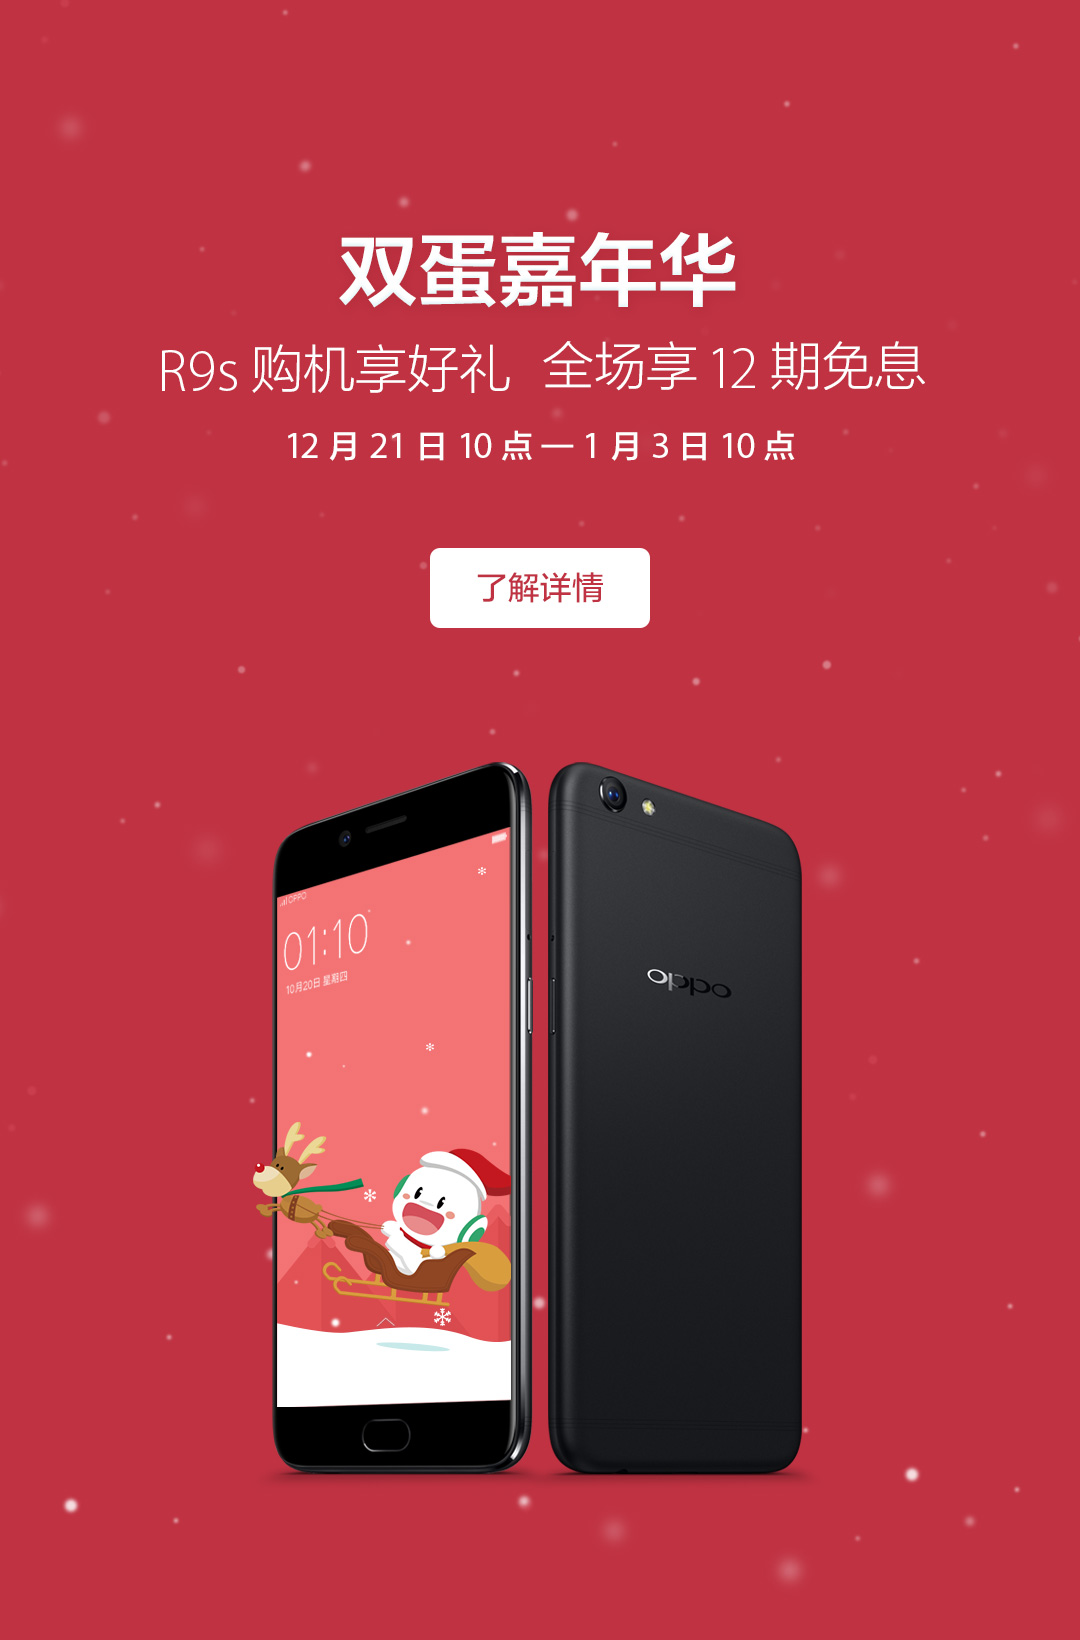 双蛋嘉年华
R9s 购机享好礼 全场享 12 期免息
12 月 21 日 10 点 — 1 月 3 日 10 点
了解详情
OPPO
01:10
10月20日 星期四
oppo